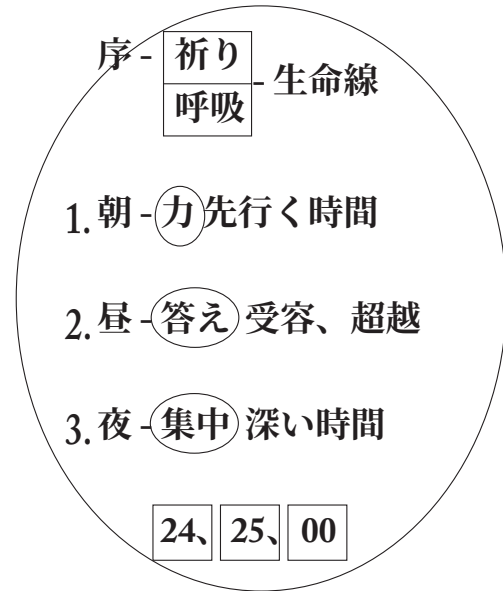 序 - 祈り
呼吸 - 生命線
1. 朝 - 力 先行く時間
2. 昼 - 答え 受容、超越
3. 夜 - 集中 深い時間
24、 25、 00